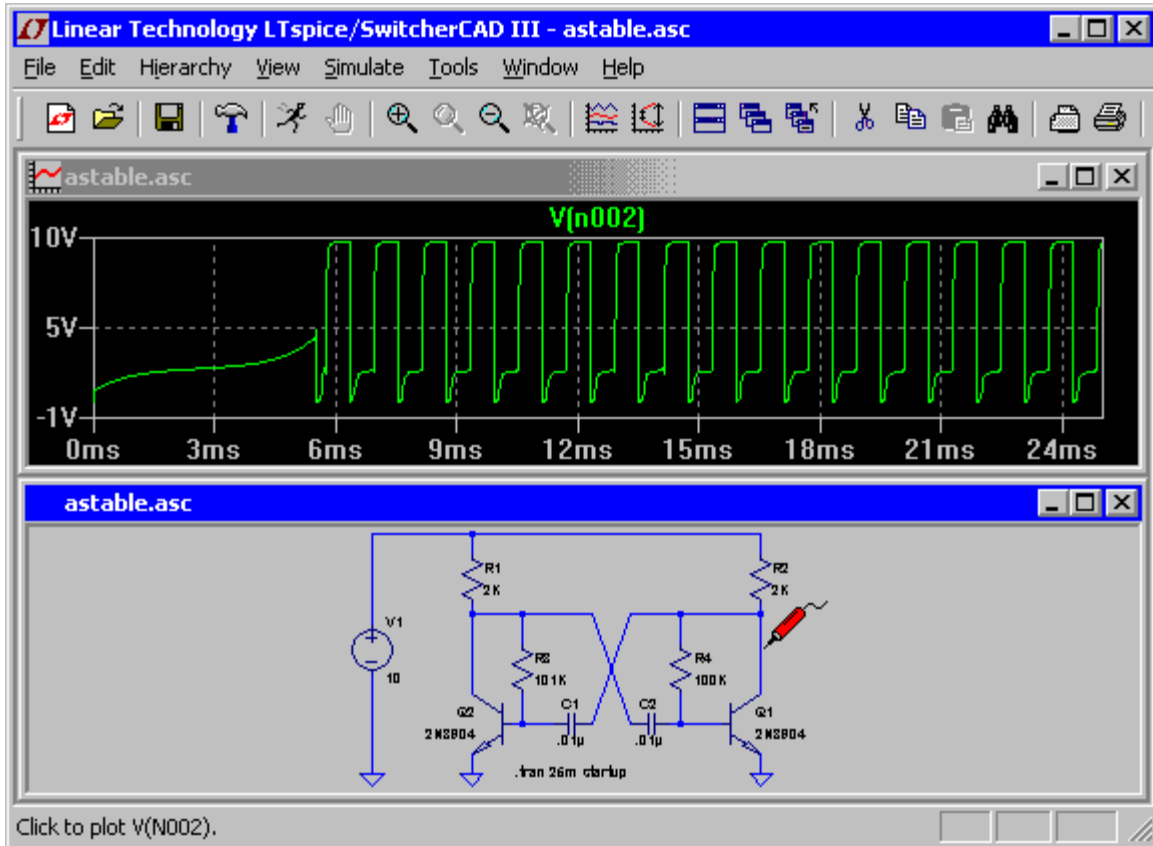 Linear Technology LTspice/SwitcherCAD III - astable.asc
File Edit Hierarchy View Simulate Tools Window Help
astable.asc
V(n002)
10V
5V
-1V
0ms 3ms 6ms 9ms 12ms 15ms 18ms 21ms 24ms
astable.asc
R1
2K
R2
2K
V1
10
R3
101K
R4
100K
C1
.01µ
C2
.01µ
Q2
2N3904
Q1
2N3904
.tran 26m startup
Click to plot V(N002).